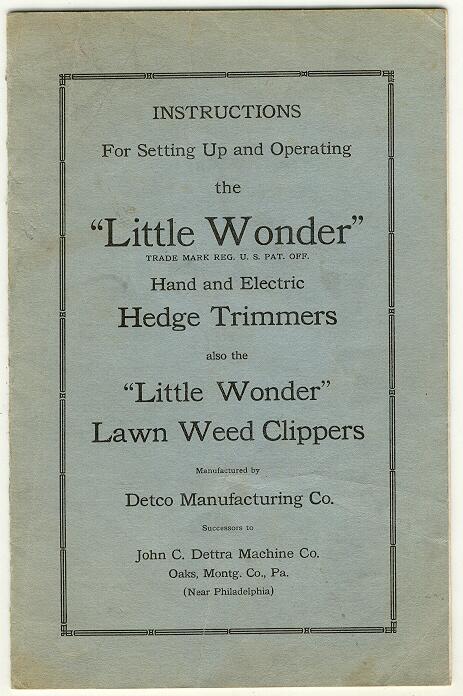 INSTRUCTIONS
For Setting Up and Operating
the
“Little Wonder”
TRADE MARK REG. U. S. PAT. OFF.
Hand and Electric
Hedge Trimmers
also the
“Little Wonder”
Lawn Weed Clippers
Manufactured by
Detco Manufacturing Co.
Successors to
John C. Dettra Machine Co.
Oaks, Montg. Co., Pa.
(Near Philadelphia)